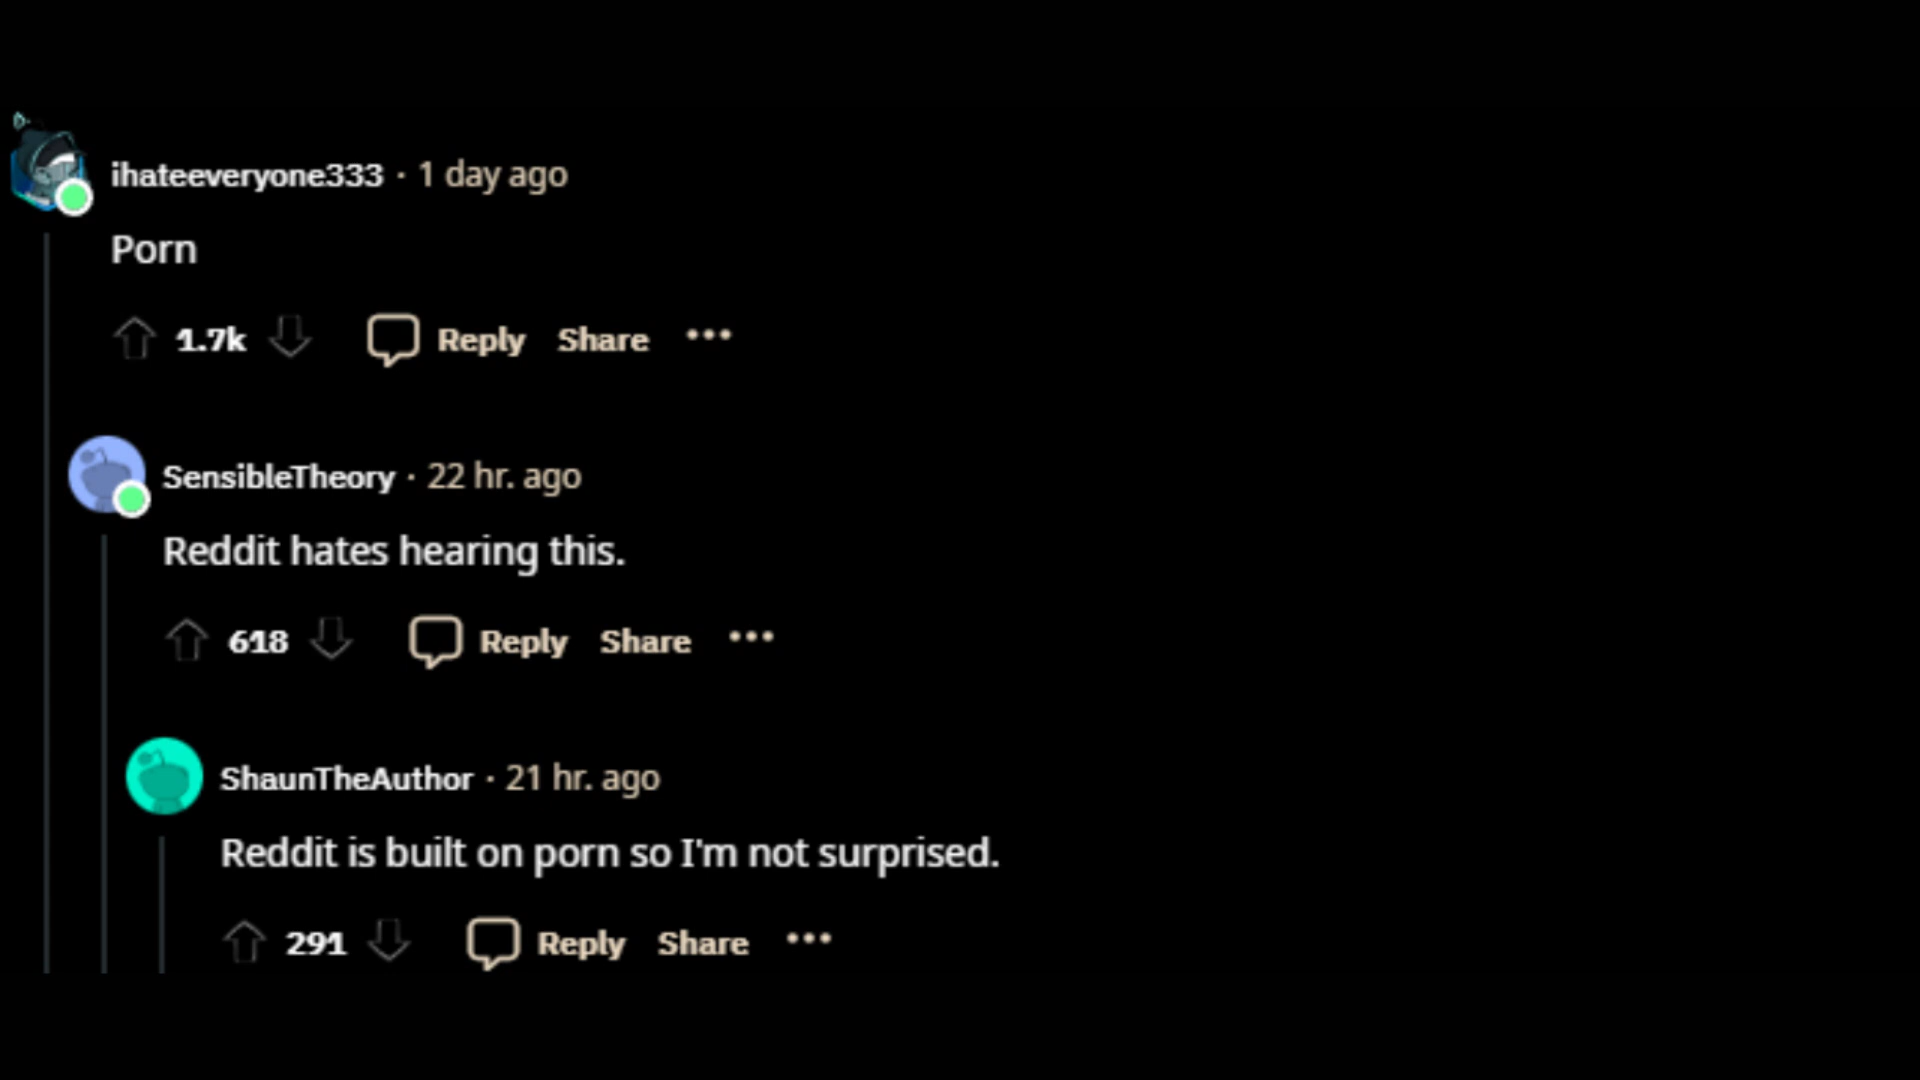 ihateeveryone333 · 1 day ago
Porn
1.7k Reply Share •••
SensibleTheory · 22 hr. ago
Reddit hates hearing this.
618 Reply Share •••
ShaunTheAuthor · 21 hr. ago
Reddit is built on porn so I'm not surprised.
291 Reply Share •••